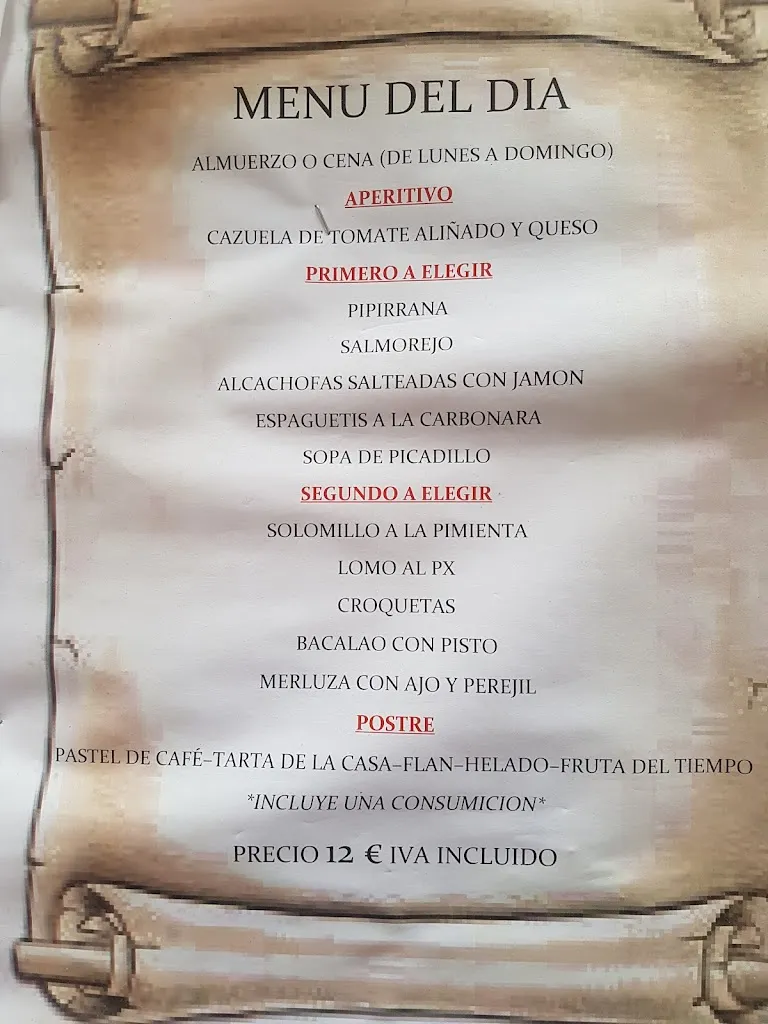 MENU DEL DIA
ALMUERZO O CENA (DE LUNES A DOMINGO)
APERITIVO
CAZUELA DE TOMATE ALIÑADO Y QUESO
PRIMERO A ELEGIR
PIPIRRANA
SALMOREJO
ALCACHOFAS SALTEADAS CON JAMON
ESPAGUETIS A LA CARBONARA
SOPA DE PICADILLO
SEGUNDO A ELEGIR
SOLOMILLO A LA PIMIENTA
LOMO AL PX
CROQUETAS
BACALAO CON PISTO
MERLUZA CON AJO Y PEREJIL
POSTRE
PASTEL DE CAFÉ–TARTA DE LA CASA–FLAN–HELADO–FRUTA DEL TIEMPO
*INCLUYE UNA CONSUMICION*
PRECIO 12 € IVA INCLUIDO